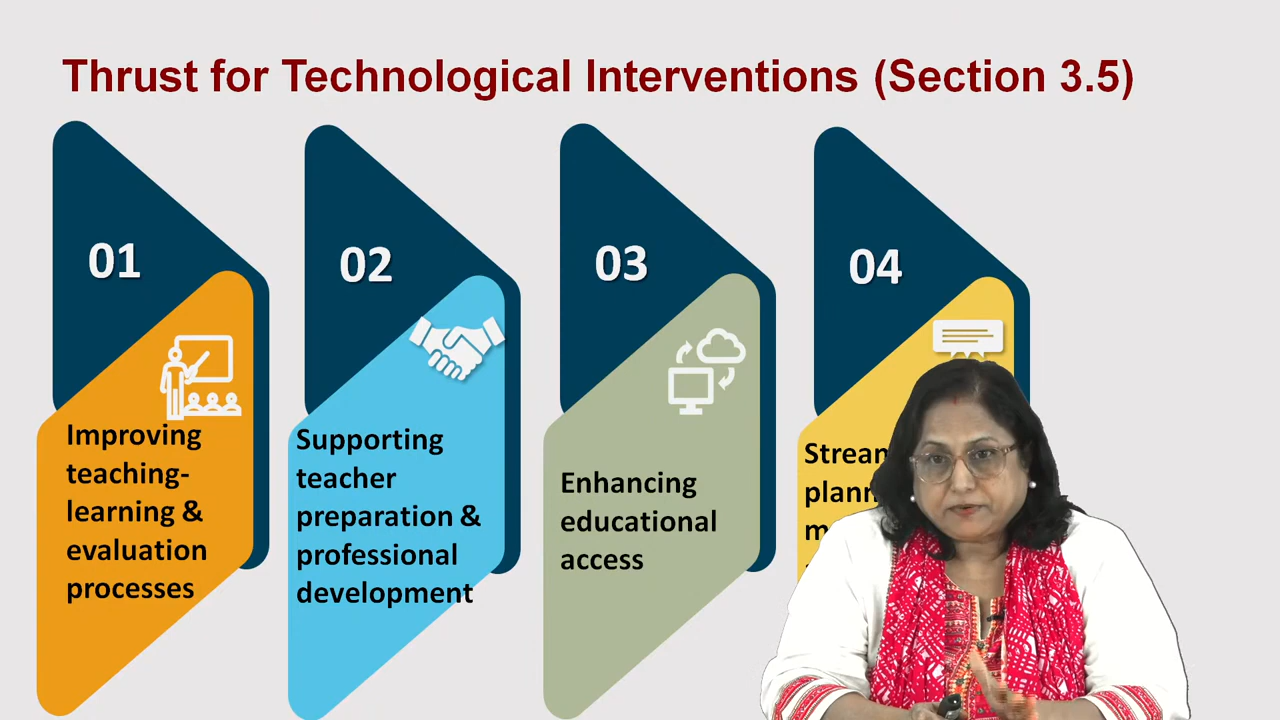 Thrust for Technological Interventions (Section 3.5)
01
Improving
teaching-
learning &
evaluation
processes
02
Supporting
teacher
preparation &
professional
development
03
Enhancing
educational
access
04